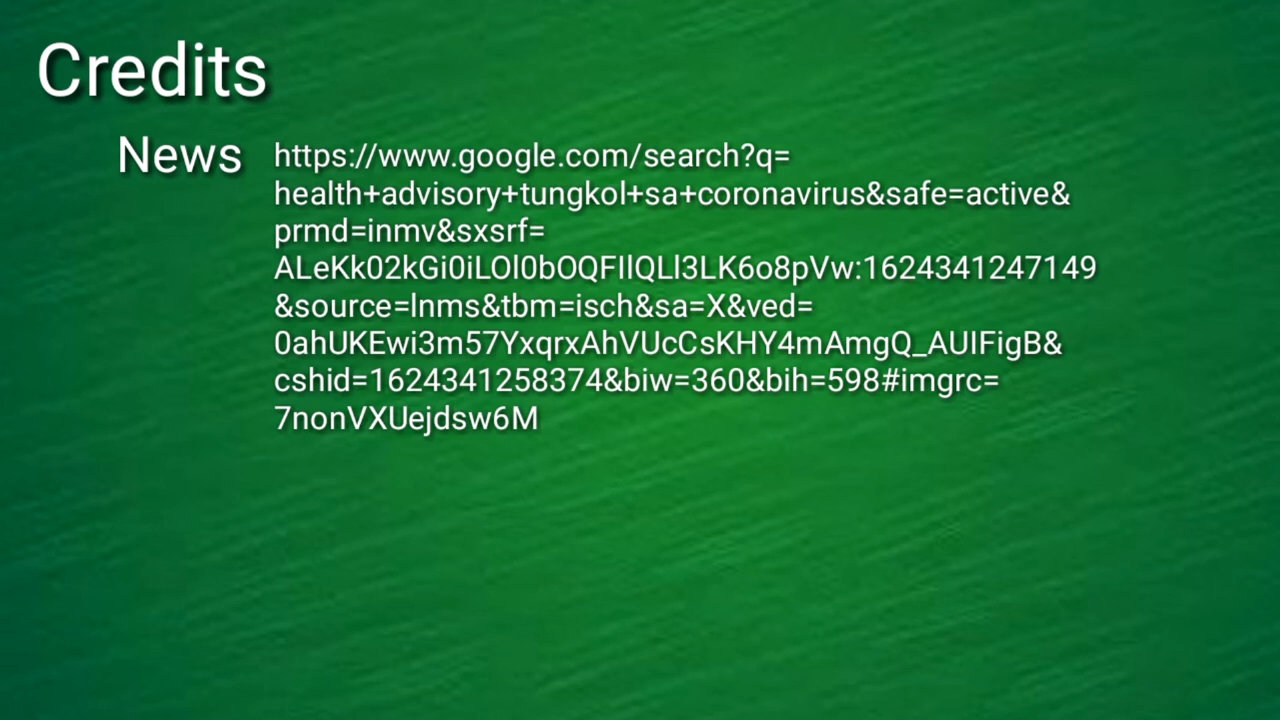 Credits
News
https://www.google.com/search?q=
health+advisory+tungkol+sa+coronavirus&safe=active&
prmd=inmv&sxsrf=
ALeKk02kGi0iLOl0bOQFIlQLl3LK6o8pVw:1624341247149
&source=lnms&tbm=isch&sa=X&ved=
0ahUKEwi3m57YxqrxAhVUcCsKHY4mAmgQ_AUIFigB&
cshid=1624341258374&biw=360&bih=598#imgrc=
7nonVXUejdsw6M